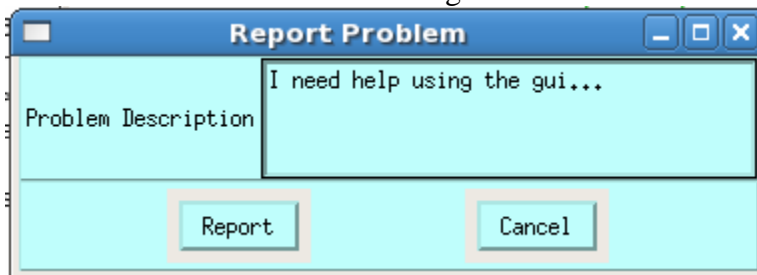 Report Problem
I need help using the gui...
Problem Description
Report
Cancel